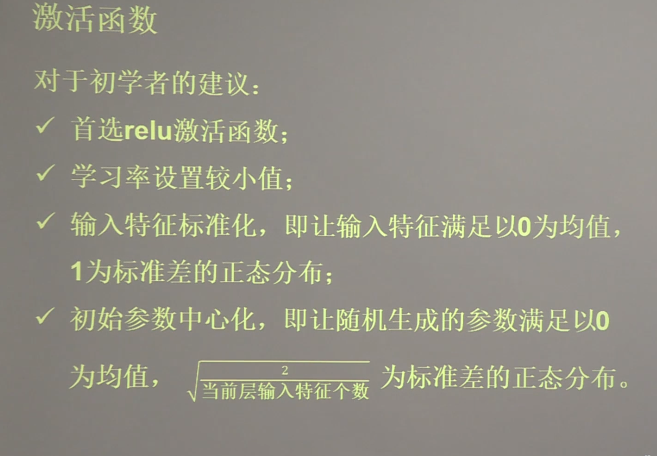 激活函数
对于初学者的建议：
✓ 首选relu激活函数；
✓ 学习率设置较小值；
✓ 输入特征标准化，即让输入特征满足以0为均值，
1为标准差的正态分布；
✓ 初始参数中心化，即让随机生成的参数满足以0
为均值，√(2/当前层输入特征个数) 为标准差的正态分布。